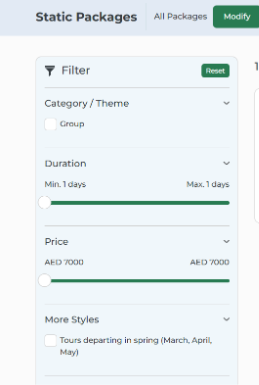 Static Packages All Packages Modify
Filter Reset
Category / Theme
Group
Duration
Min. 1 days Max. 1 days
Price
AED 7000 AED 7000
More Styles
Tours departing in spring (March, April,
May)